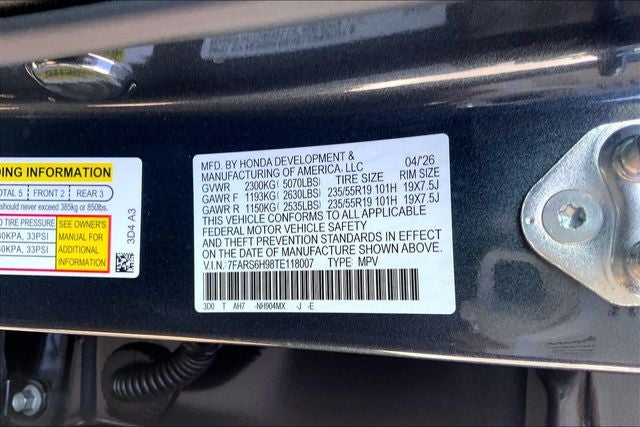 DING INFORMATION
OTAL 5 | FRONT 2 | REAR 3
should never exceed 385kg or 850lbs.
D TIRE PRESSURE
KPA, 33PSI
KPA, 33PSI
SEE OWNER'S
MANUAL FOR
ADDITIONAL
INFORMATION
3D4 A3
MFD. BY HONDA DEVELOPMENT & 04/'26
MANUFACTURING OF AMERICA, LLC
GVWR 2300KG( 5070LBS) TIRE SIZE RIM SIZE
GAWR F 1193KG( 2630LBS) 235/55R19 101H 19X7.5J
GAWR R 1150KG( 2535LBS) 235/55R19 101H 19X7.5J
THIS VEHICLE CONFORMS TO ALL APPLICABLE
FEDERAL MOTOR VEHICLE SAFETY
AND THEFT PREVENTION STANDARDS IN EFFECT
ON THE DATE OF MANUFACTURE SHOWN ABOVE.
V.I.N.: 7FARS6H98TE118007 TYPE: MPV
3D0 T AH7 -NH904MX -J -E